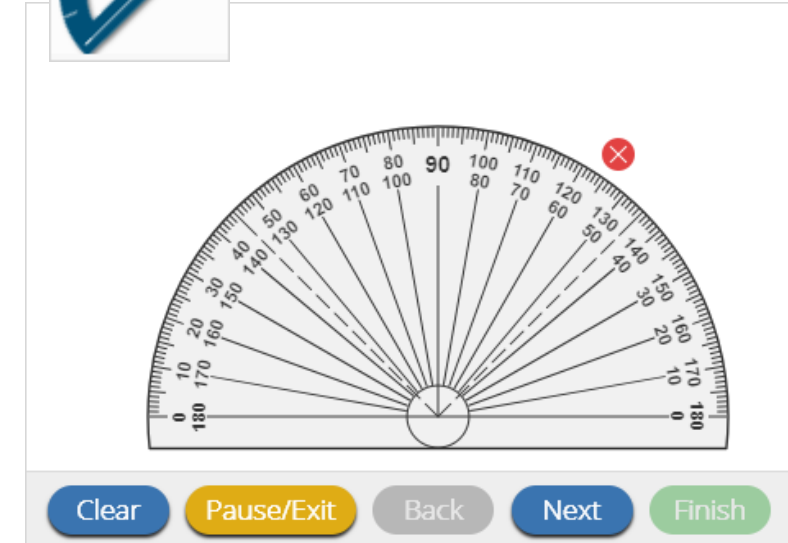 0 10 20 30 40 50 60 70 80 90 100 110 120 130 140 150 160 170 180
180 170 160 150 140 130 120 110 100 80 70 60 50 40 30 20 10 0
Clear Pause/Exit Back Next Finish